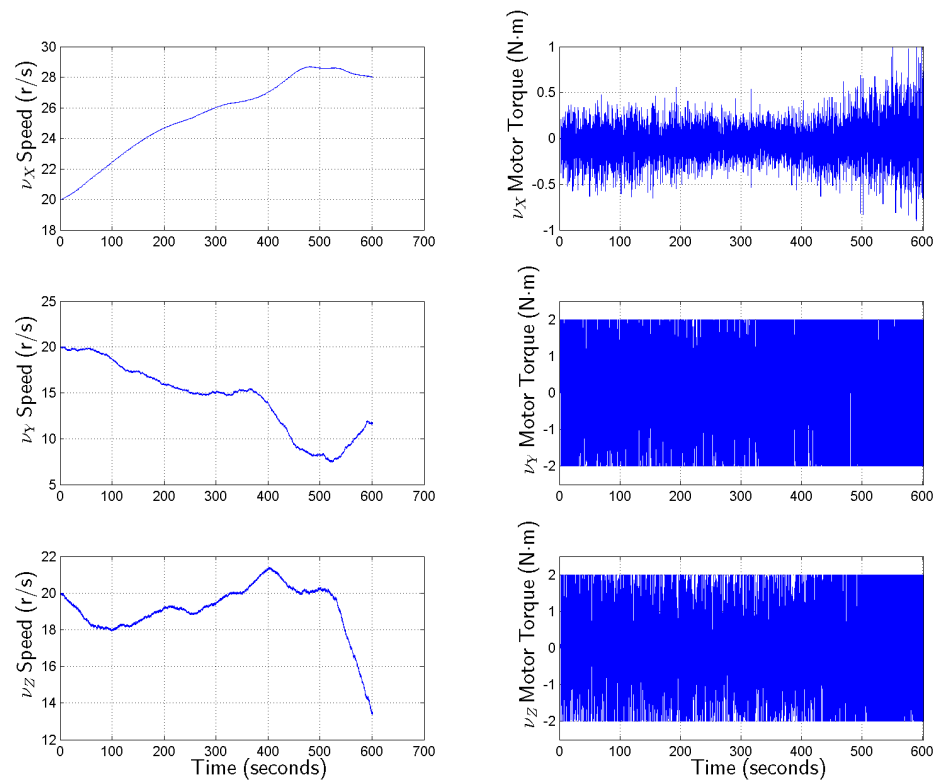 ν_X Speed (r/s)
30
28
26
24
22
20
18
0 100 200 300 400 500 600 700
ν_X Motor Torque (N·m)
1
0.5
0
-0.5
-1
0 100 200 300 400 500 600
ν_Y Speed (r/s)
25
20
15
10
5
0 100 200 300 400 500 600 700
ν_Y Motor Torque (N·m)
2
1
0
-1
-2
0 100 200 300 400 500 600
ν_Z Speed (r/s)
22
20
18
16
14
12
0 100 200 300 400 500 600 700
Time (seconds)
ν_Z Motor Torque (N·m)
2
1
0
-1
-2
0 100 200 300 400 500 600
Time (seconds)